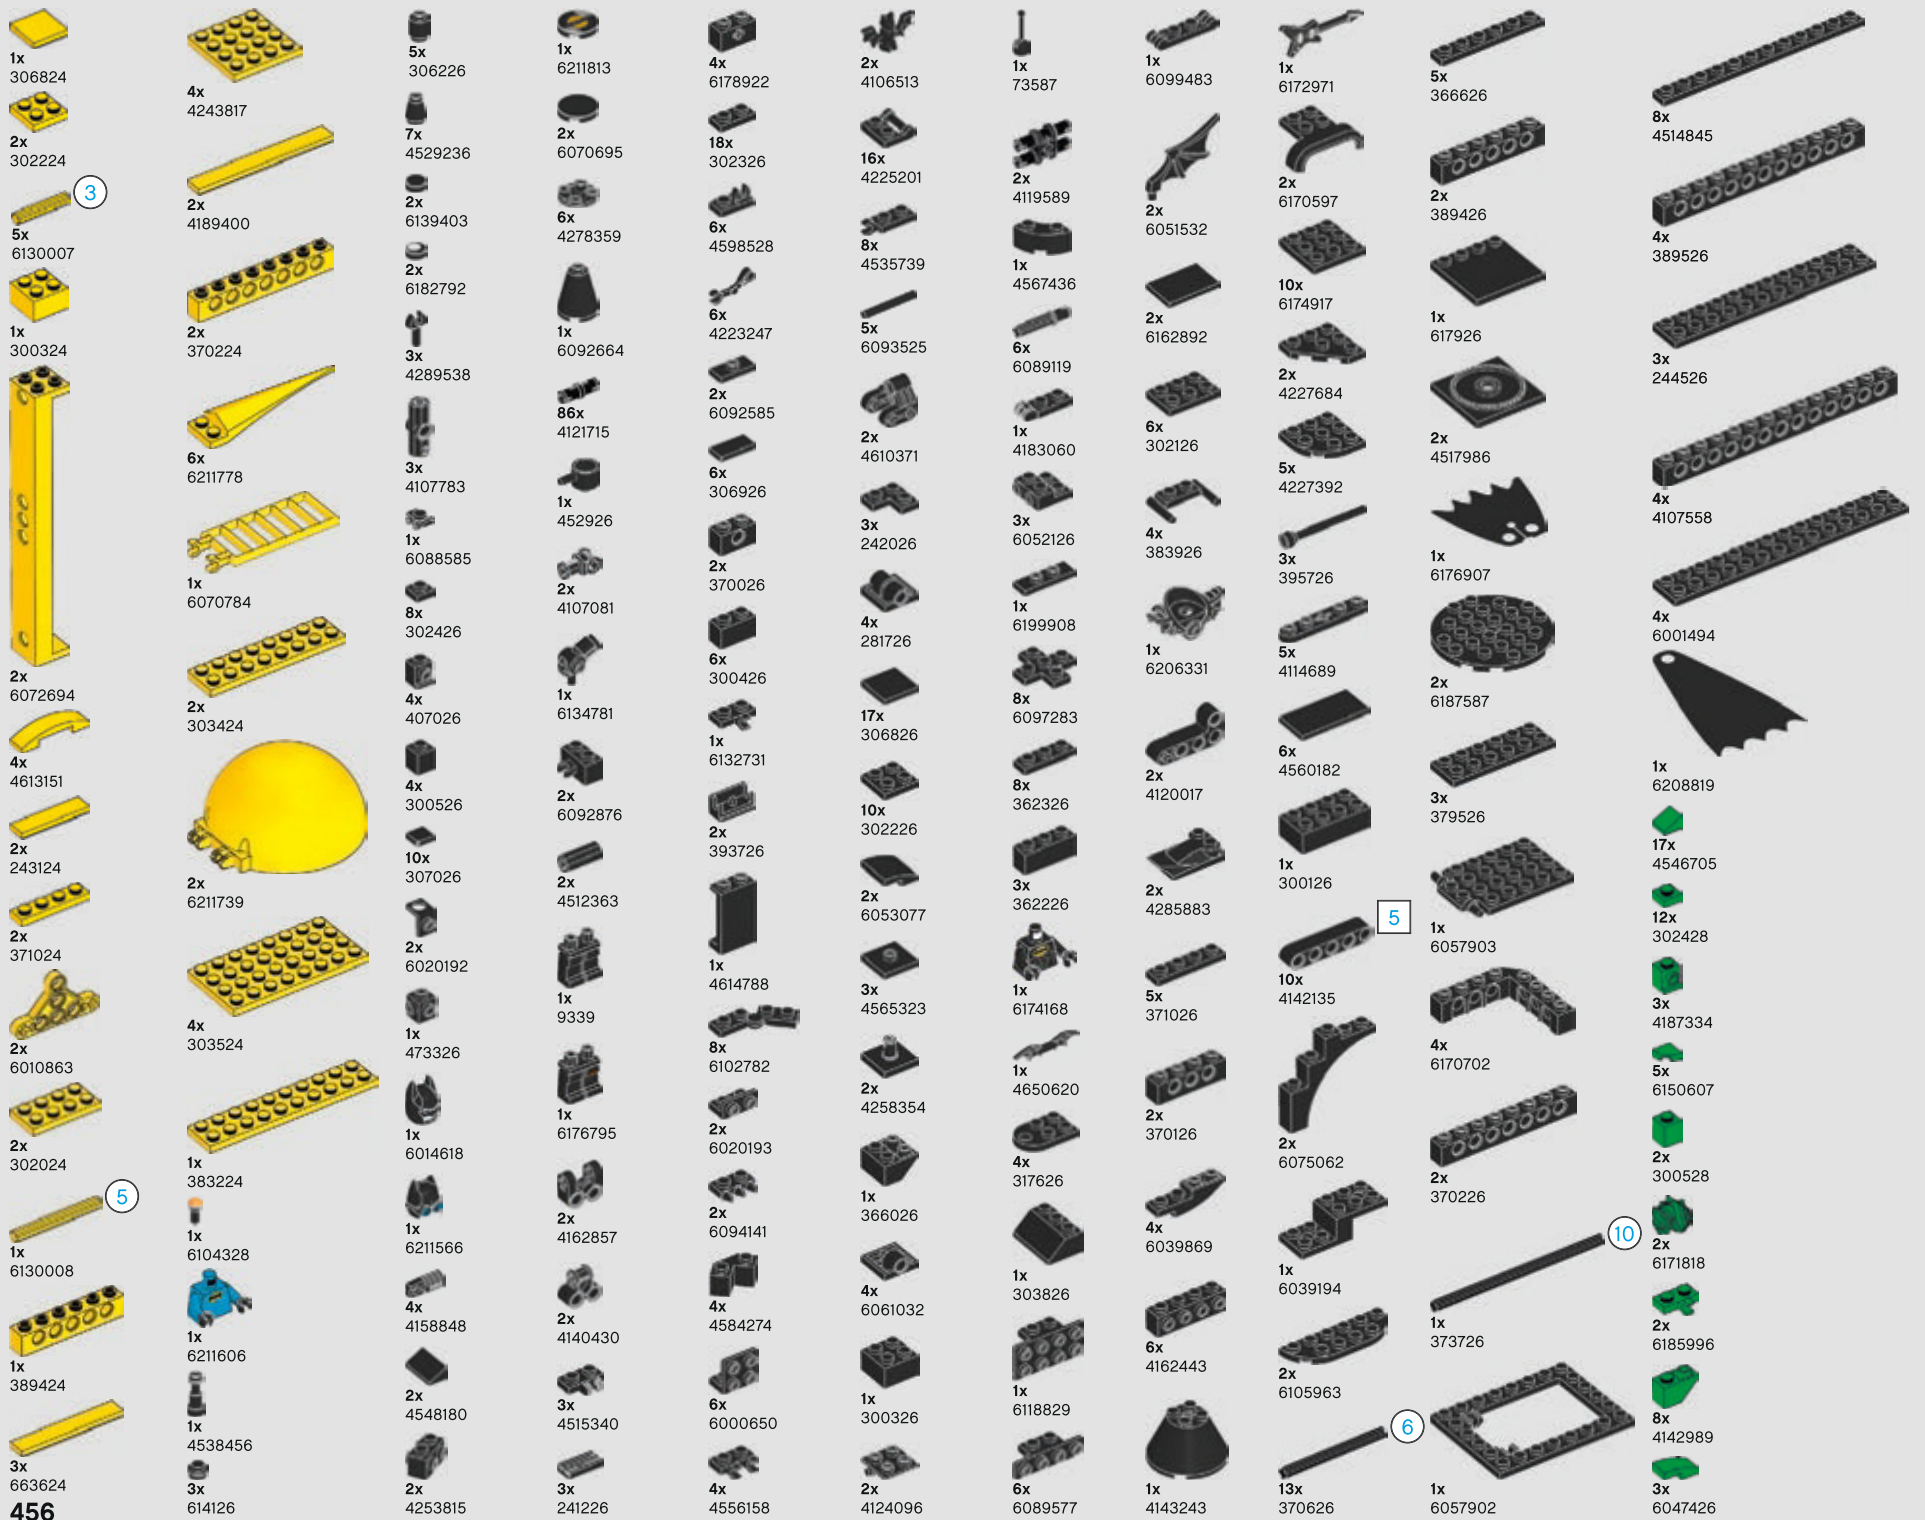 1x
306824
2x
302224
3
5x
6130007
1x
300324
2x
6072694
4x
4613151
2x
243124
2x
371024
2x
6010863
2x
302024
5
1x
6130008
1x
389424
3x
663624
456
4x
4243817
2x
4189400
2x
370224
6x
6211778
1x
6070784
2x
303424
2x
6211739
4x
303524
1x
383224
1x
6104328
1x
6211606
1x
4538456
3x
614126
5x
306226
7x
4529236
2x
6139403
2x
6182792
3x
4289538
3x
4107783
1x
6088585
8x
302426
4x
407026
4x
300526
10x
307026
2x
6020192
1x
473326
1x
6014618
1x
6211566
4x
4158848
2x
4548180
2x
4253815
1x
6211813
2x
6070695
6x
4278359
1x
6092664
86x
4121715
1x
452926
2x
4107081
1x
6134781
2x
6092876
2x
4512363
1x
9339
1x
6176795
2x
4162857
2x
4140430
3x
4515340
3x
241226
4x
6178922
18x
302326
6x
4598528
6x
4223247
2x
6092585
6x
306926
2x
370026
6x
300426
1x
6132731
2x
393726
1x
4614788
8x
6102782
2x
6020193
2x
6094141
4x
4584274
6x
6000650
4x
4556158
2x
4106513
16x
4225201
8x
4535739
5x
6093525
2x
4610371
3x
242026
4x
281726
17x
306826
10x
302226
2x
6053077
3x
4565323
2x
4258354
1x
366026
4x
6061032
1x
300326
2x
4124096
1x
73587
2x
4119589
1x
4567436
6x
6089119
1x
4183060
3x
6052126
1x
6199908
8x
6097283
8x
362326
3x
362226
1x
6174168
1x
4650620
4x
317626
1x
303826
1x
6118829
6x
6089577
1x
6099483
2x
6051532
2x
6162892
6x
302126
4x
383926
1x
6206331
2x
4120017
2x
4285883
5x
371026
2x
370126
4x
6039869
6x
4162443
1x
4143243
1x
6172971
2x
6170597
10x
6174917
2x
4227684
5x
4227392
3x
395726
5x
4114689
6x
4560182
1x
300126
5
10x
4142135
2x
6075062
1x
6039194
2x
6105963
6
13x
370626
5x
366626
2x
389426
1x
617926
2x
4517986
1x
6176907
2x
6187587
3x
379526
1x
6057903
4x
6170702
2x
370226
10
1x
373726
1x
6057902
8x
4514845
4x
389526
3x
244526
4x
4107558
4x
6001494
1x
6208819
17x
4546705
12x
302428
3x
4187334
5x
6150607
2x
300528
2x
6171818
2x
6185996
8x
4142989
3x
6047426